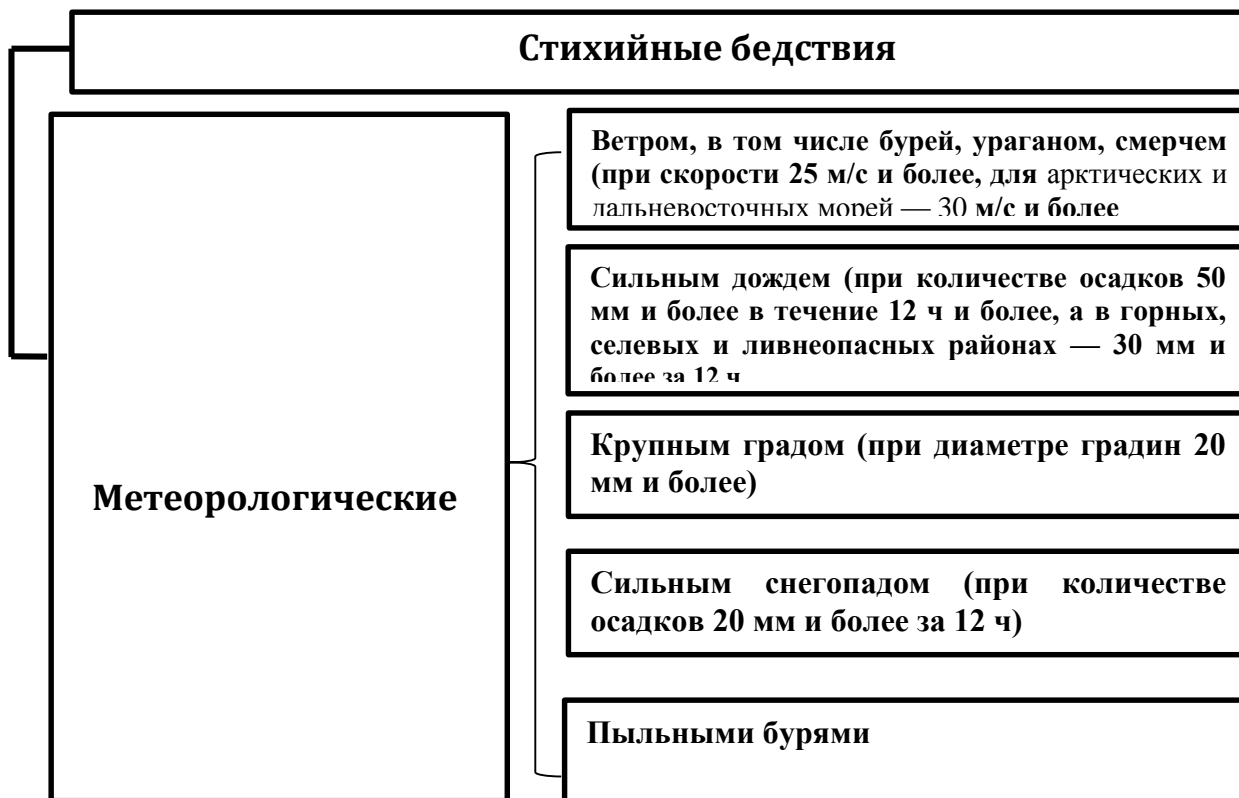 Стихийные бедствия
Метеорологические
Ветром, в том числе бурей, ураганом, смерчем
(при скорости 25 м/с и более, для арктических и
дальневосточных морей — 30 м/с и более
Сильным дождем (при количестве осадков 50
мм и более в течение 12 ч и более, а в горных,
селевых и ливнеопасных районах — 30 мм и
более за 12 ч
Крупным градом (при диаметре градин 20
мм и более)
Сильным снегопадом (при количестве
осадков 20 мм и более за 12 ч)
Пыльными бурями